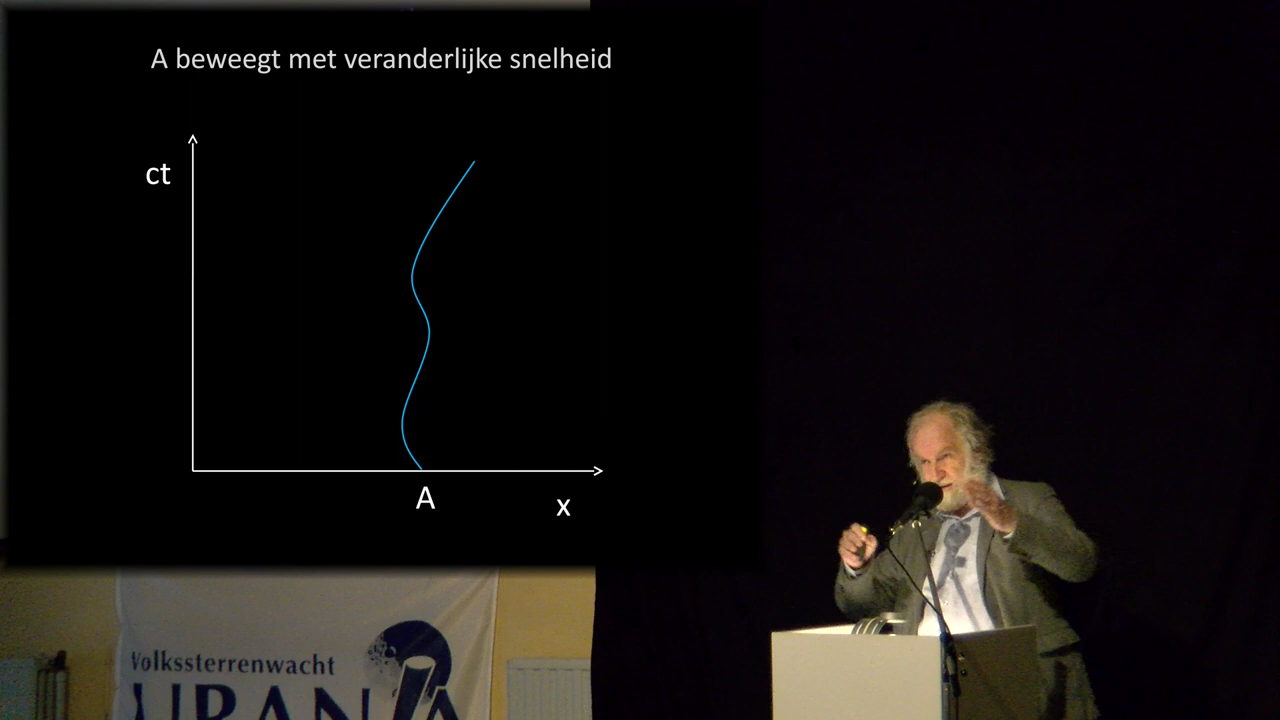 A beweegt met veranderlijke snelheid
ct
A
x
Volkssterrenwacht
URANIA